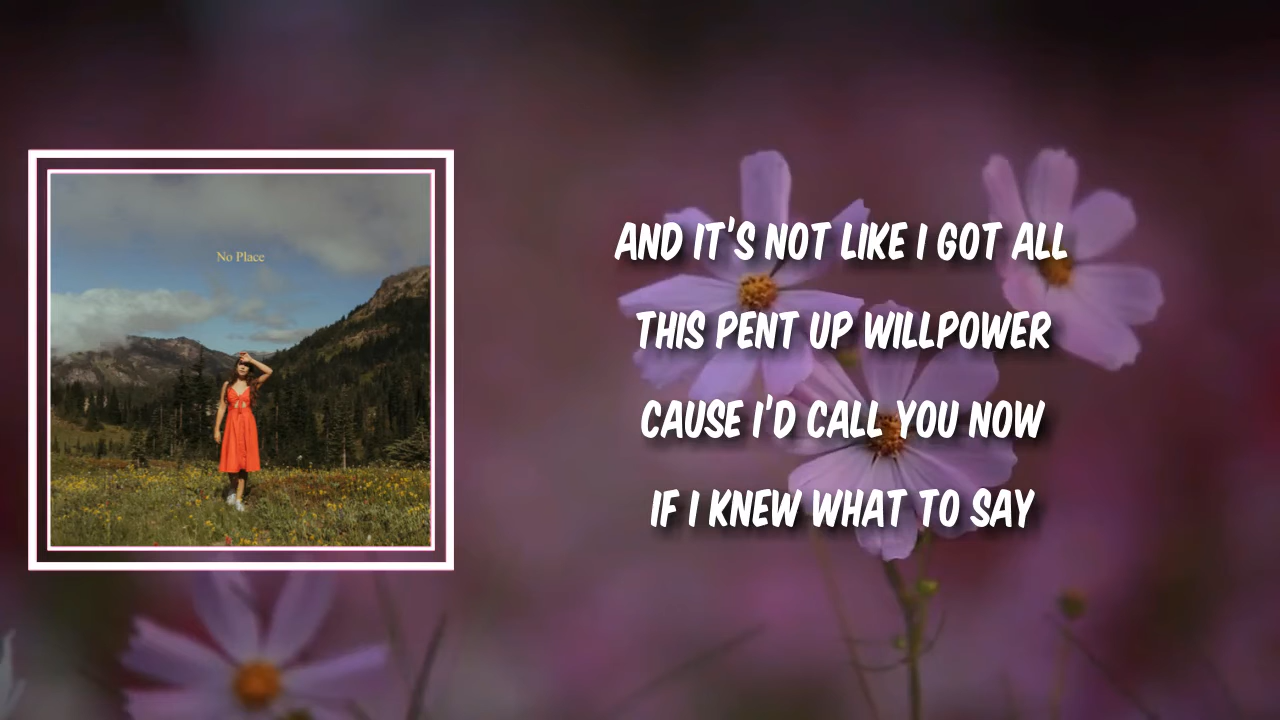 No Place
AND IT'S NOT LIKE I GOT ALL
THIS PENT UP WILLPOWER
CAUSE I'D CALL YOU NOW
IF I KNEW WHAT TO SAY